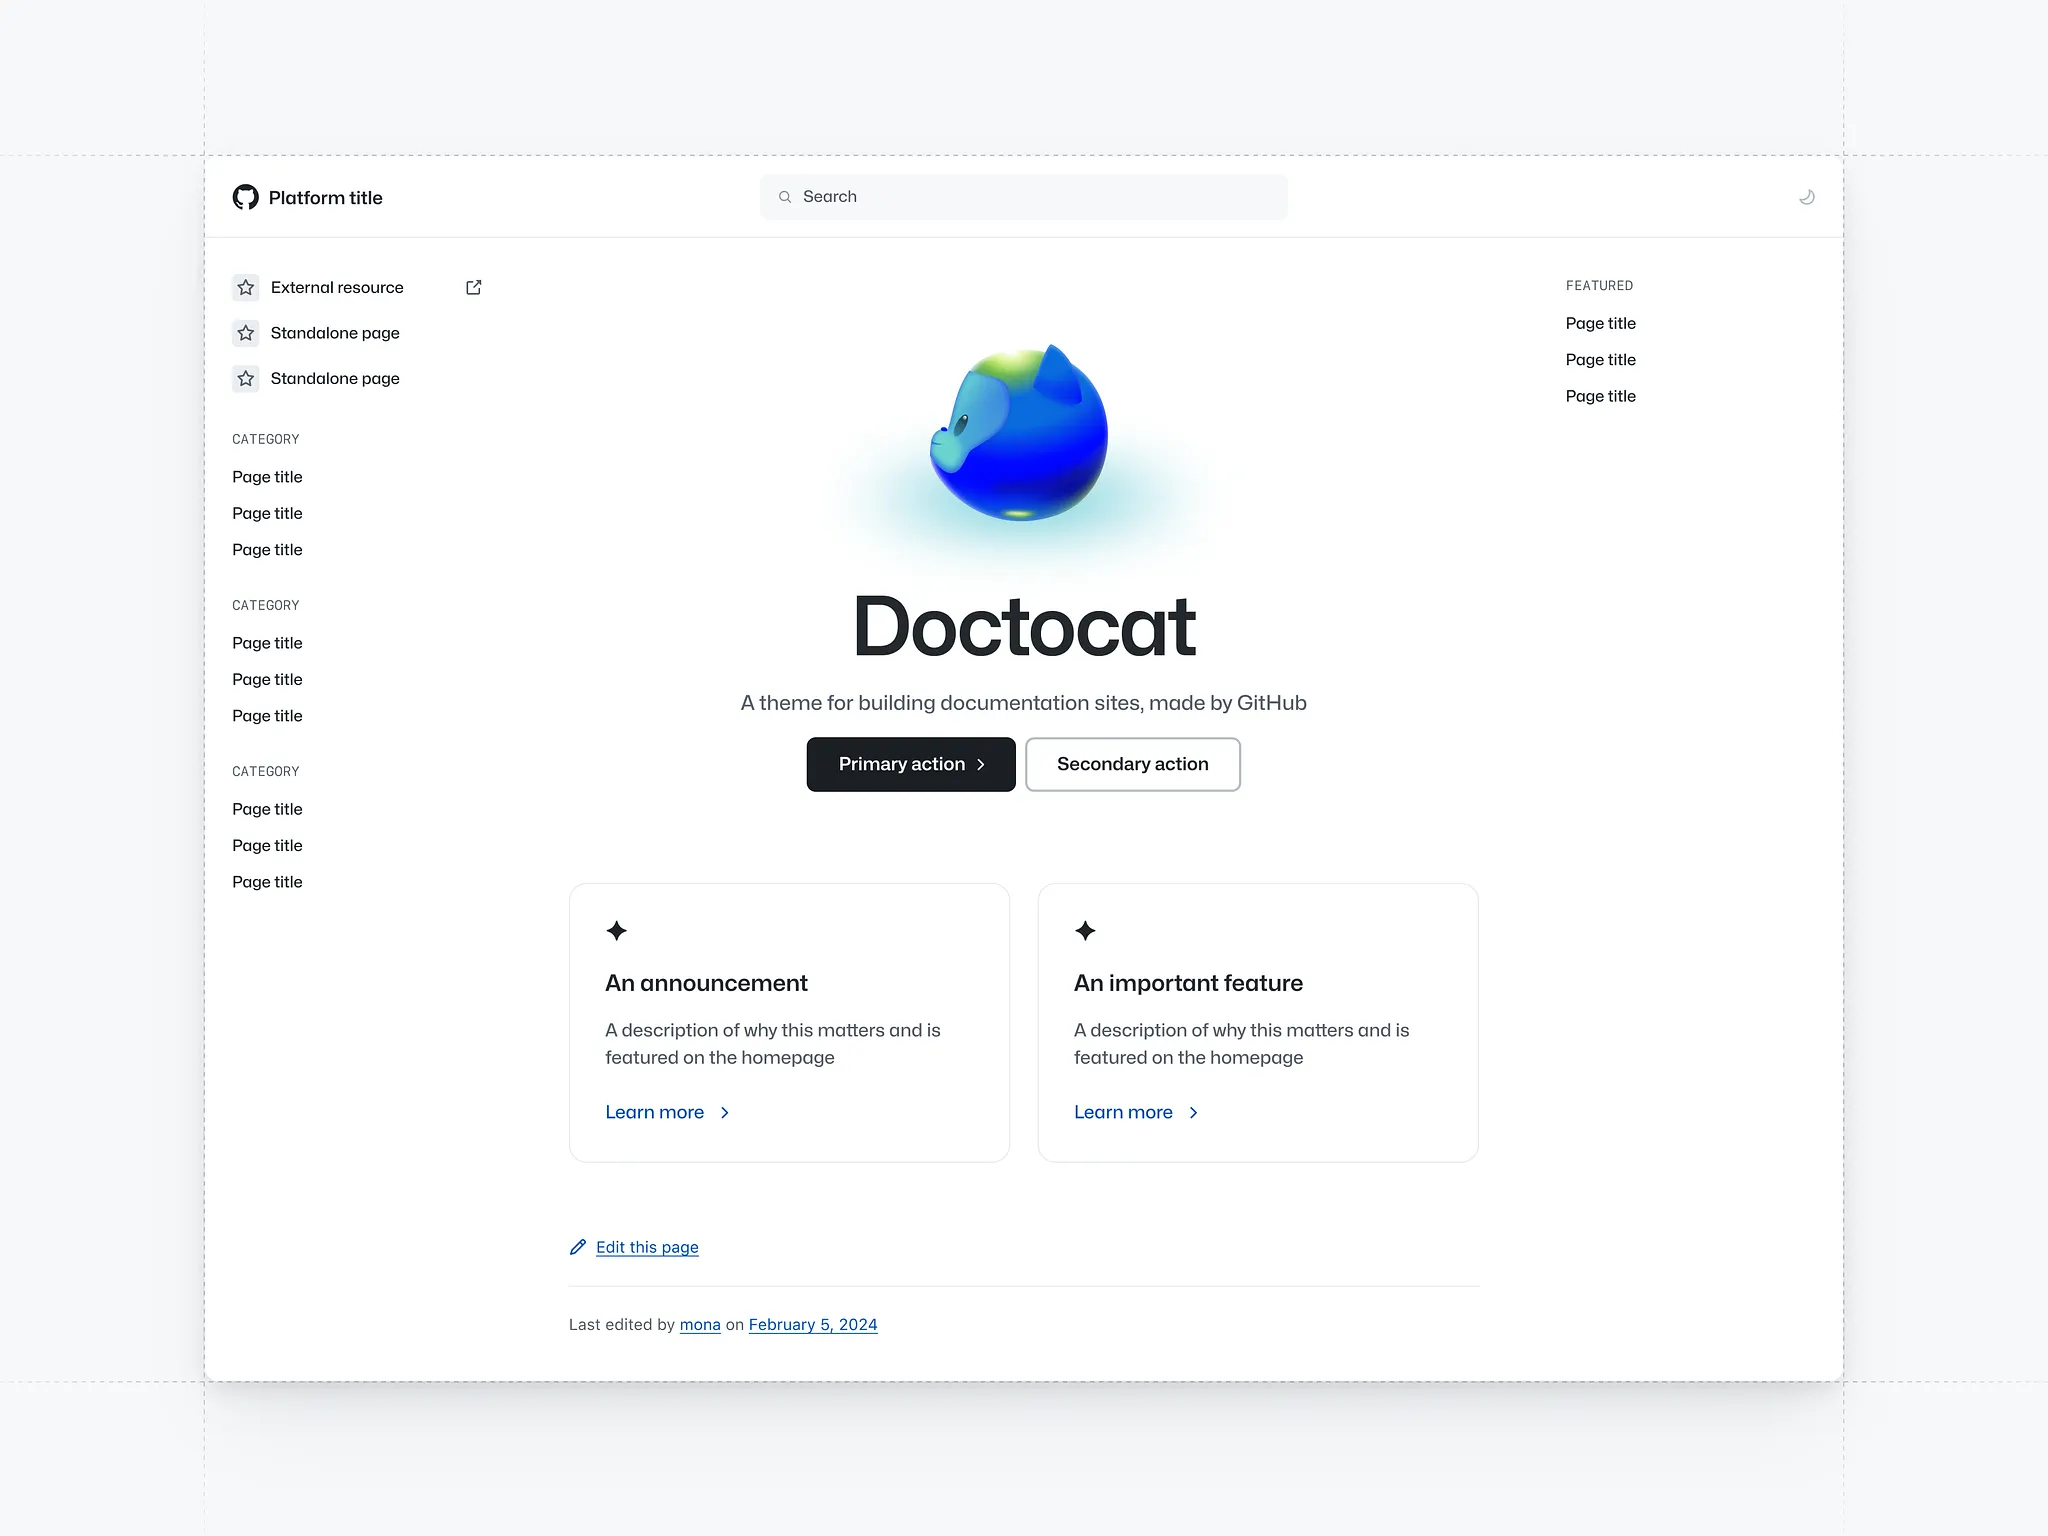 Platform title
Search
External resource
Standalone page
Standalone page
CATEGORY
Page title
Page title
Page title
CATEGORY
Page title
Page title
Page title
CATEGORY
Page title
Page title
Page title
Doctocat
A theme for building documentation sites, made by GitHub
Primary action
Secondary action
An announcement
A description of why this matters and is
featured on the homepage
Learn more
An important feature
A description of why this matters and is
featured on the homepage
Learn more
Edit this page
Last edited by mona on February 5, 2024
FEATURED
Page title
Page title
Page title